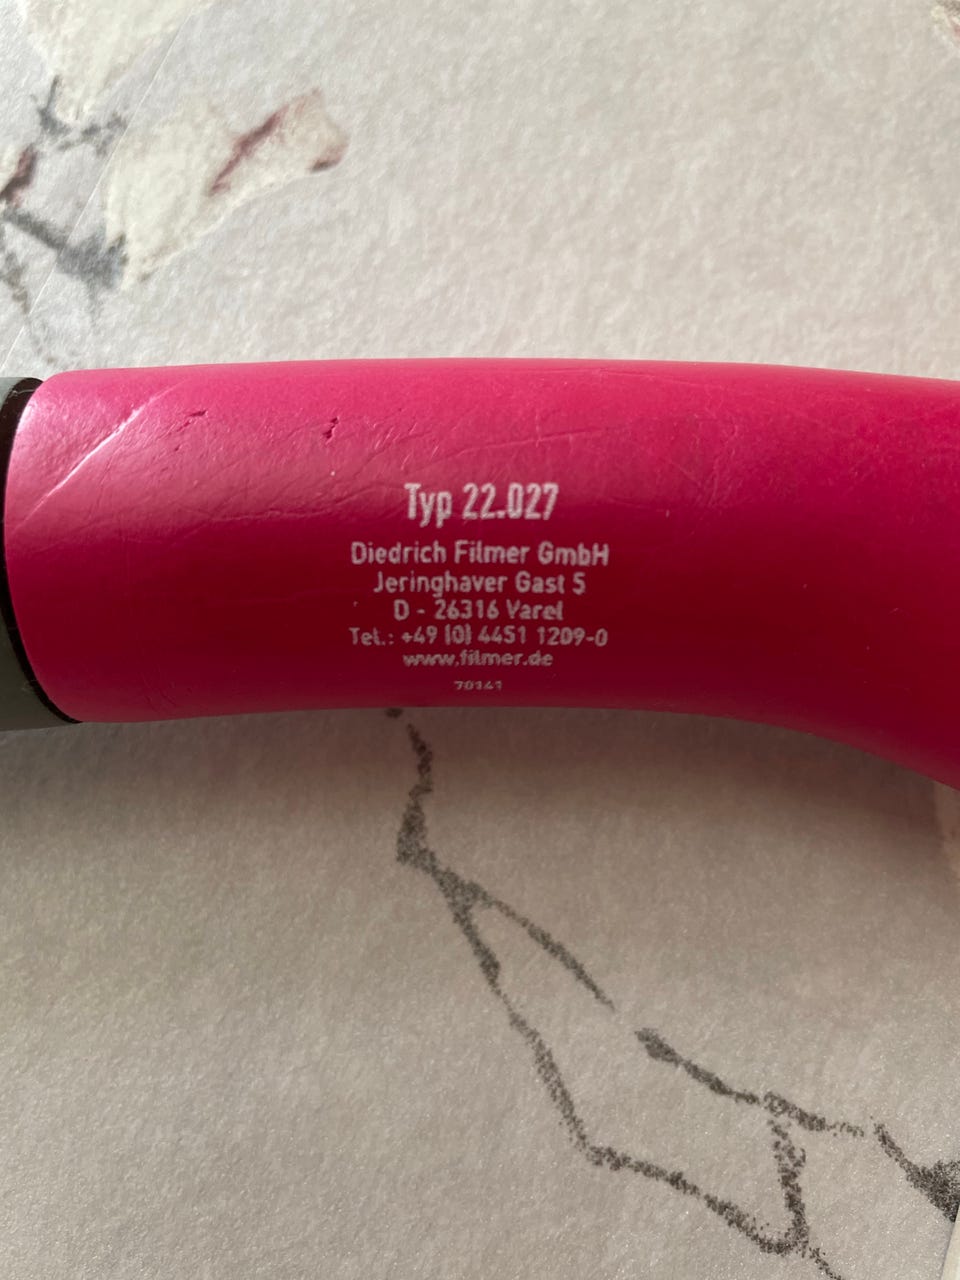 Typ 22.027
Diedrich Filmer GmbH
Jeringhaver Gast 5
D - 26316 Varel
Tel.: +49 (0) 4451 1209-0
www.filmer.de
70141